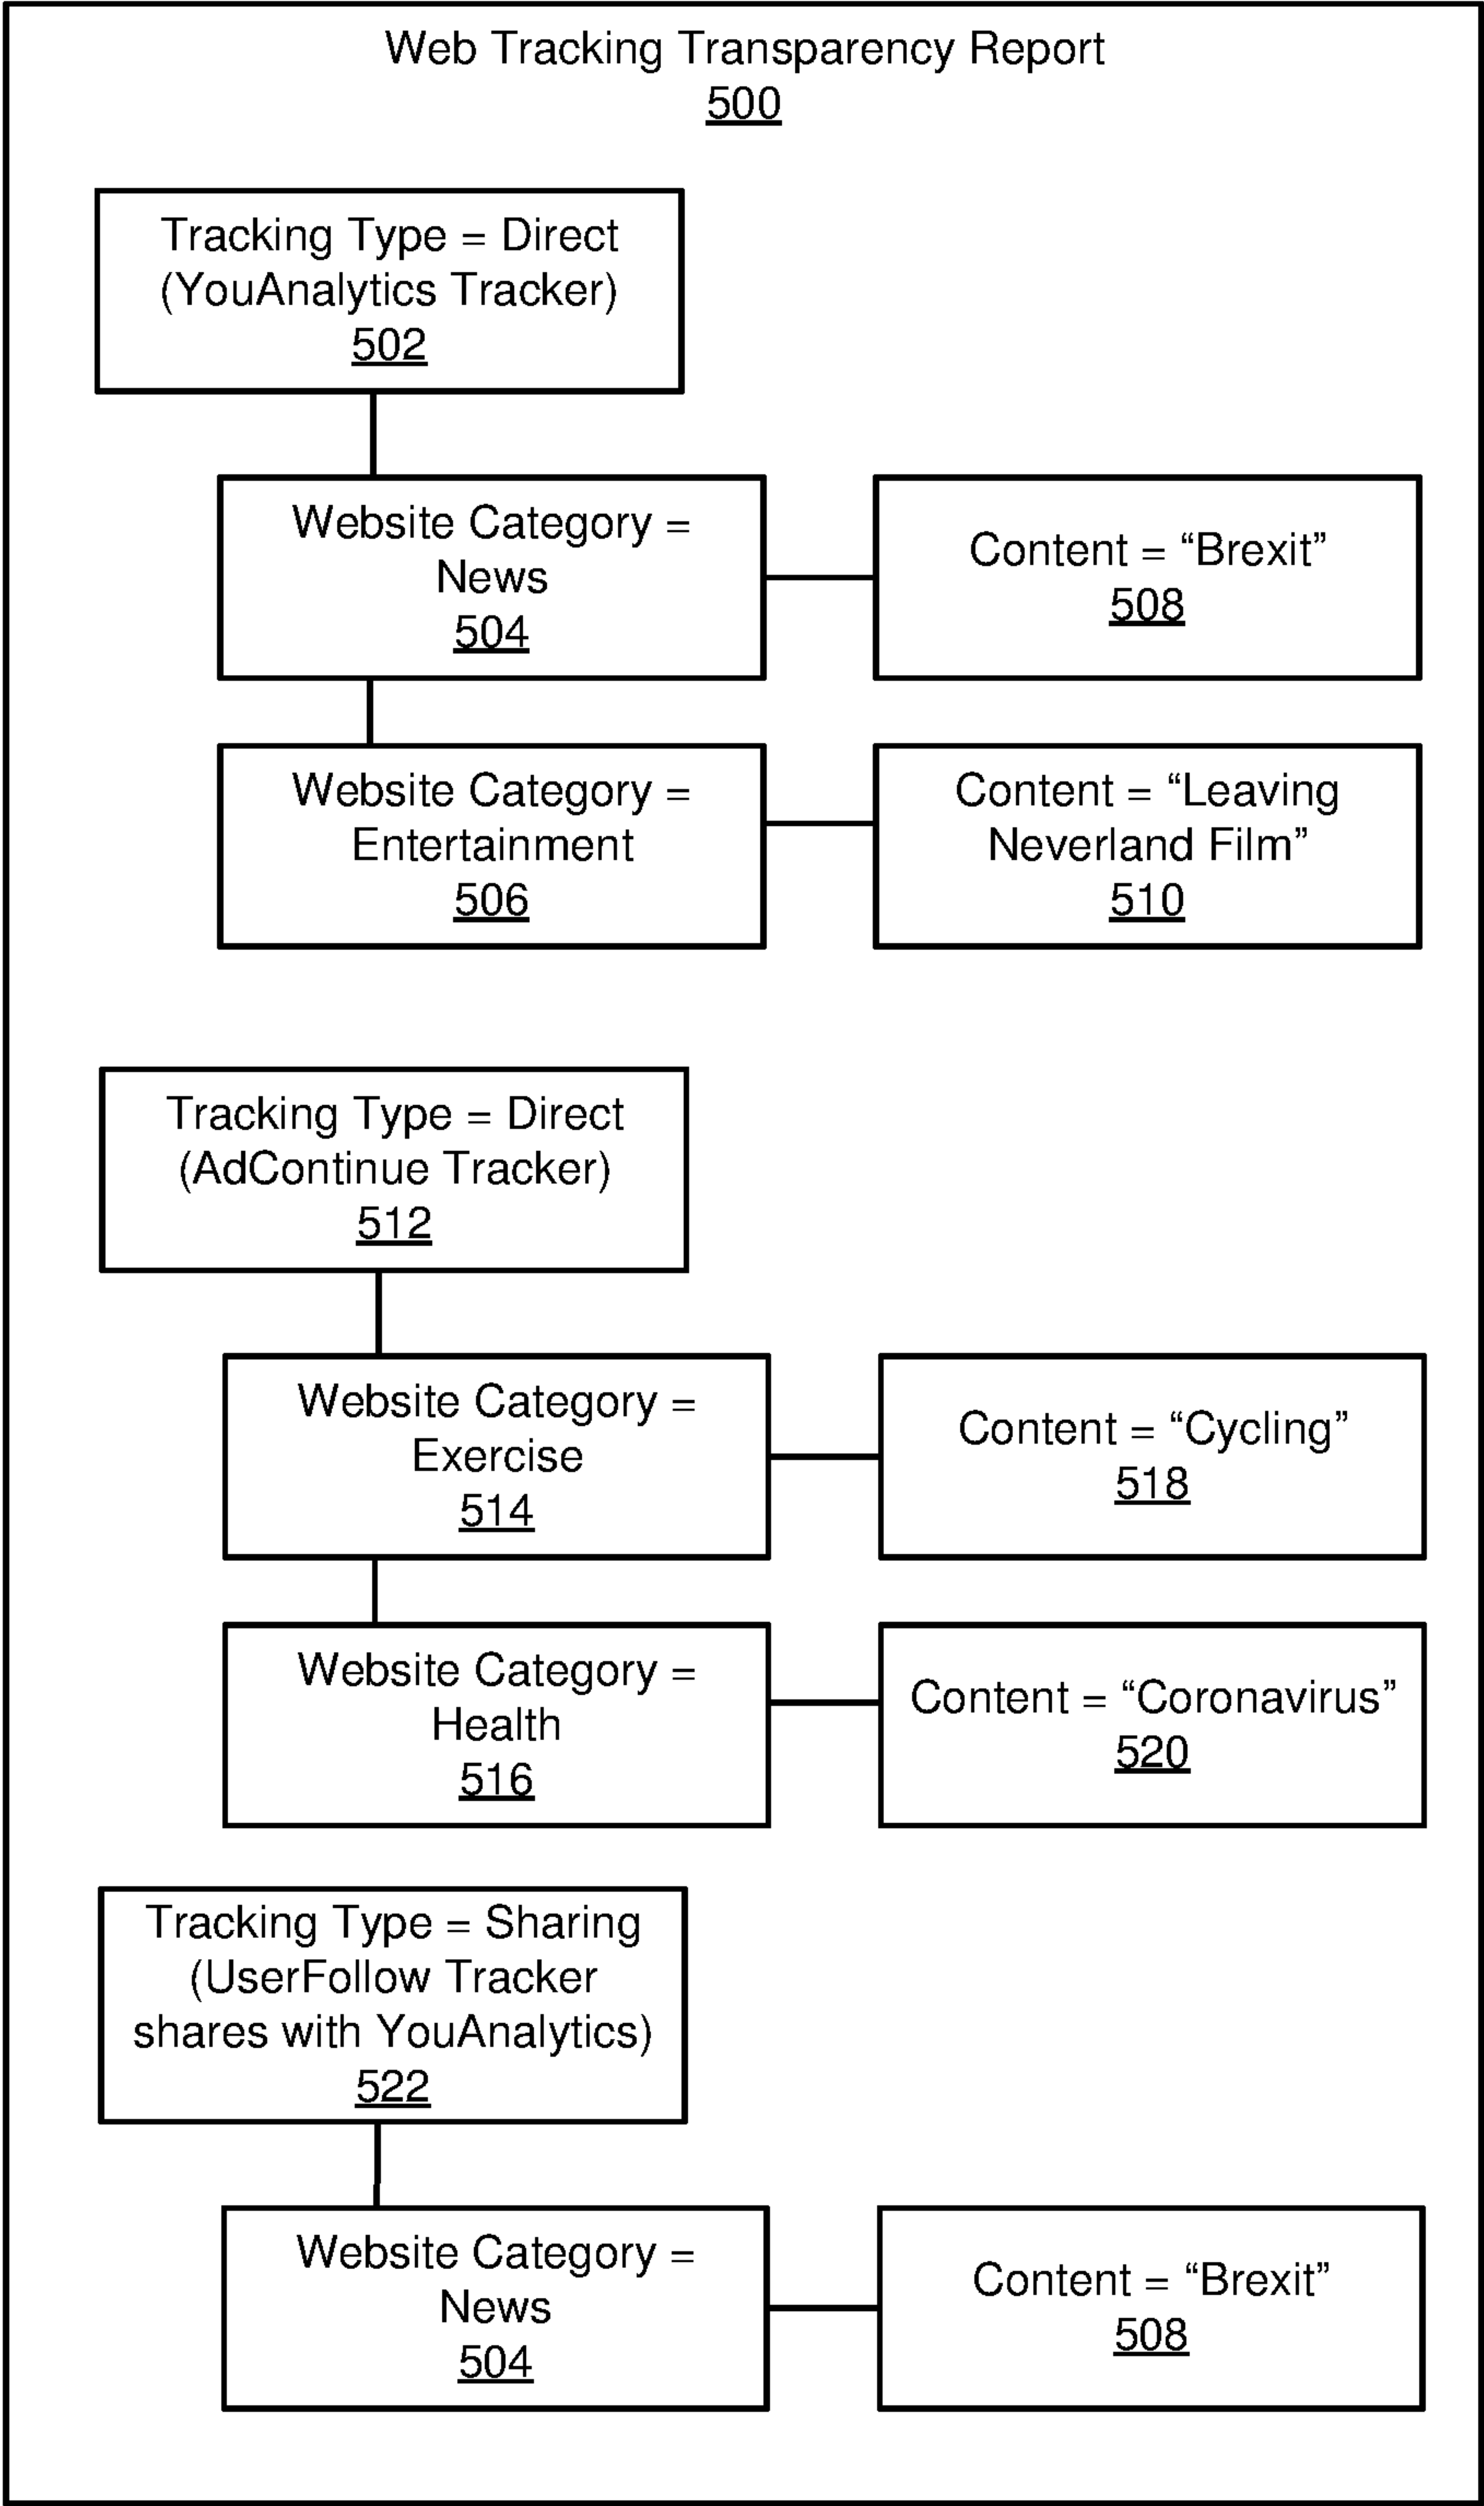 Web Tracking Transparency Report
500
Tracking Type = Direct
(YouAnalytics Tracker)
502
Website Category =
News
504
Content = “Brexit”
508
Website Category =
Entertainment
506
Content = “Leaving
Neverland Film”
510
Tracking Type = Direct
(AdContinue Tracker)
512
Website Category =
Exercise
514
Content = “Cycling”
518
Website Category =
Health
516
Content = “Coronavirus”
520
Tracking Type = Sharing
(UserFollow Tracker
shares with YouAnalytics)
522
Website Category =
News
504
Content = “Brexit”
508